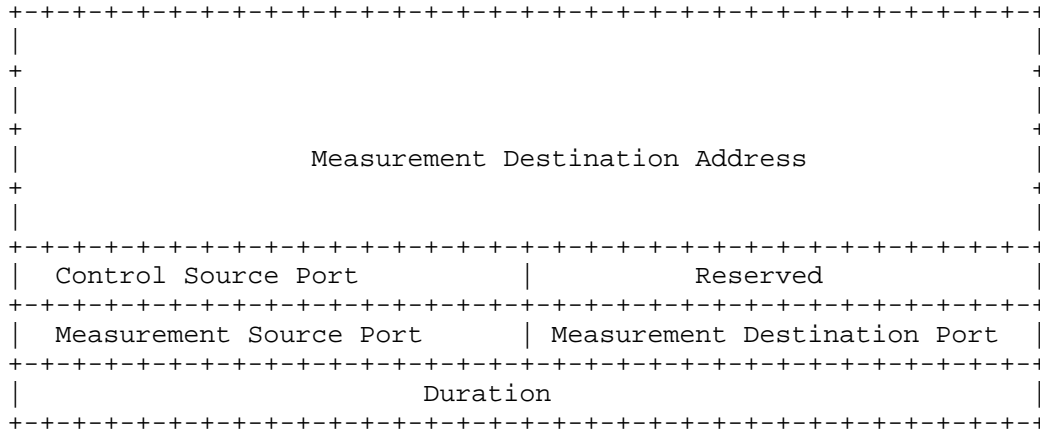 +-+-+-+-+-+-+-+-+-+-+-+-+-+-+-+-+-+-+-+-+-+-+-+-+-+-+-+-+-+-+-+-+
|                                                               |
+                                                               +
|                                                               |
+                                                               +
|                  Measurement Destination Address              |
+                                                               +
|                                                               |
+-+-+-+-+-+-+-+-+-+-+-+-+-+-+-+-+-+-+-+-+-+-+-+-+-+-+-+-+-+-+-+-+
|  Control Source Port          |          Reserved             |
+-+-+-+-+-+-+-+-+-+-+-+-+-+-+-+-+-+-+-+-+-+-+-+-+-+-+-+-+-+-+-+-+
|  Measurement Source Port      | Measurement Destination Port  |
+-+-+-+-+-+-+-+-+-+-+-+-+-+-+-+-+-+-+-+-+-+-+-+-+-+-+-+-+-+-+-+-+
|                         Duration                              |
+-+-+-+-+-+-+-+-+-+-+-+-+-+-+-+-+-+-+-+-+-+-+-+-+-+-+-+-+-+-+-+-+